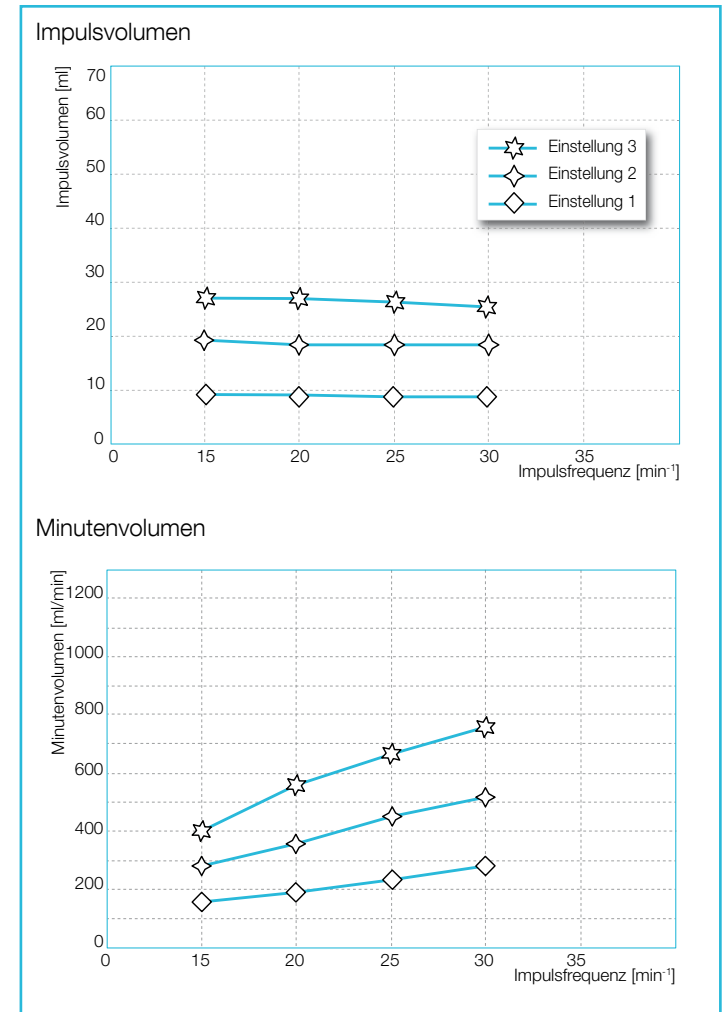 Impulsvolumen
Impulsvolumen [ml]
70
60
50
40
30
20
10
0
Einstellung 3
Einstellung 2
Einstellung 1
0 15 20 25 30 35
Impulsfrequenz [min-1]
Minutenvolumen
Minutenvolumen [ml/min]
1200
1000
800
600
400
200
0
0 15 20 25 30 35
Impulsfrequenz [min-1]